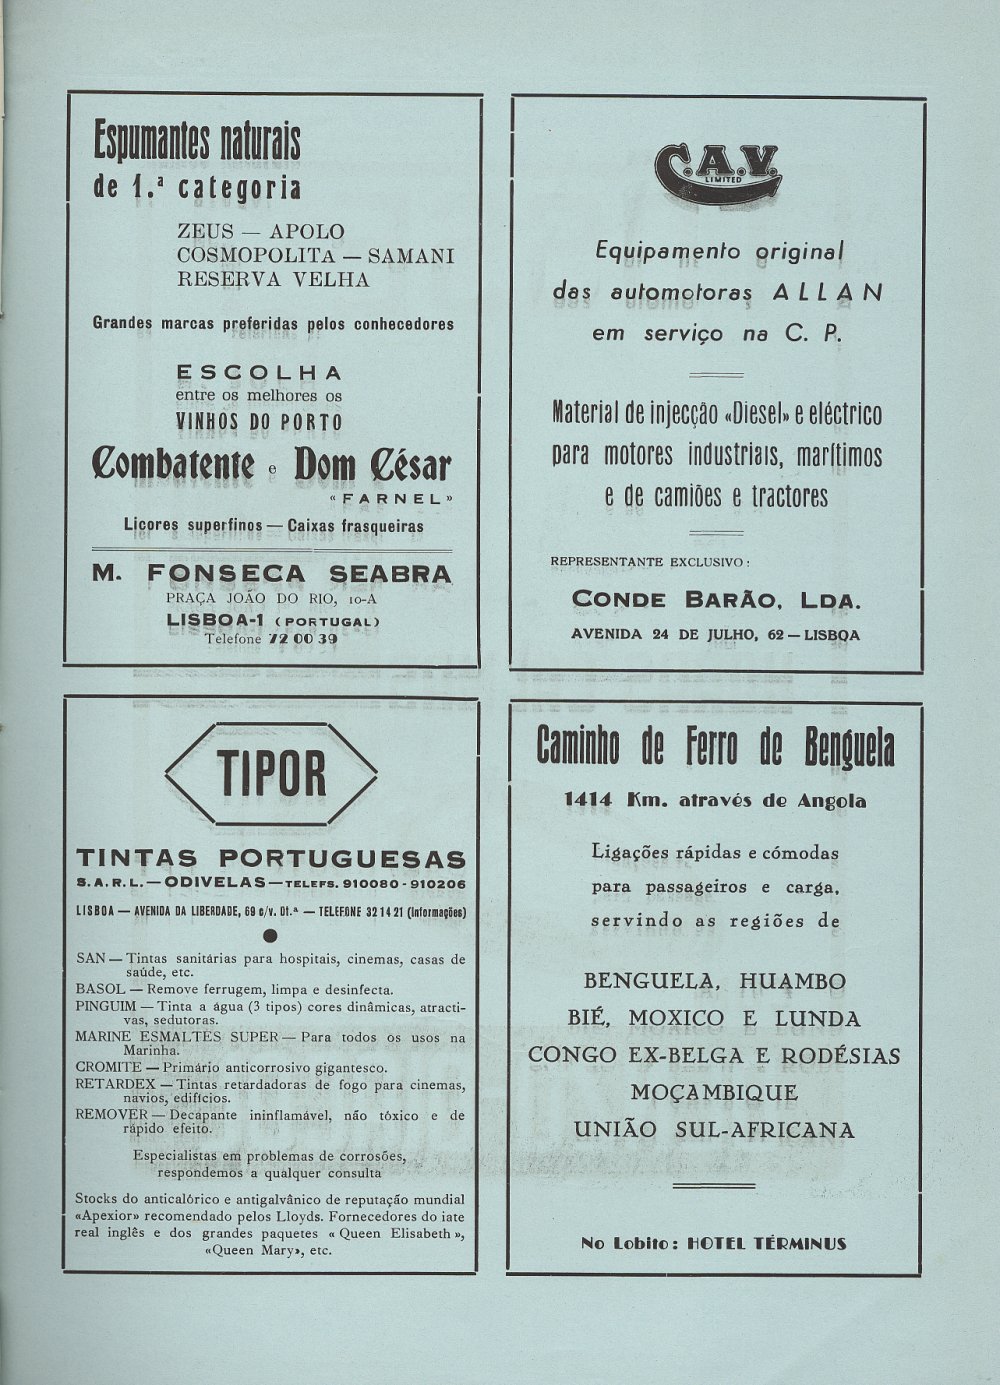 Espumantes naturais
de 1.ª categoria
ZEUS — APOLO
COSMOPOLITA — SAMANI
RESERVA VELHA
Grandes marcas preferidas pelos conhecedores
ESCOLHA
entre os melhores os
VINHOS DO PORTO
Combatente e Dom César
«FARNEL»
Licores superfinos — Caixas frasqueiras
M. FONSECA SEABRA
PRAÇA JOÃO DO RIO, 10-A
LISBOA-1 (PORTUGAL)
Telefone 72 00 39
C.A.V.
LIMITED
Equipamento original
das automotoras ALLAN
em serviço na C. P.
Material de injecção «Diesel» e eléctrico
para motores industriais, marítimos
e de camiões e tractores
REPRESENTANTE EXCLUSIVO:
CONDE BARÃO, LDA.
AVENIDA 24 DE JULHO, 62 — LISBOA
TIPOR
TINTAS PORTUGUESAS
S.A.R.L. — ODIVELAS — TELEFS. 910080 - 910206
LISBOA — AVENIDA DA LIBERDADE, 69 c/v. Dt.ª — TELEFONE 32 14 21 (Informações)
SAN — Tintas sanitárias para hospitais, cinemas, casas de
saúde, etc.
BASOL — Remove ferrugem, limpa e desinfecta.
PINGUIM — Tinta a água (3 tipos) cores dinâmicas, atracti-
vas, sedutoras.
MARINE ESMALTES SUPER — Para todos os usos na
Marinha.
CROMITE — Primário anticorrosivo gigantesco.
RETARDEX — Tintas retardadoras de fogo para cinemas,
navios, edifícios.
REMOVER — Decapante ininflamável, não tóxico e de
rápido efeito.
Especialistas em problemas de corrosões,
respondemos a qualquer consulta
Stocks do anticalórico e antigalvânico de reputação mundial
«Apexior» recomendado pelos Lloyds. Fornecedores do iate
real inglês e dos grandes paquetes «Queen Elisabeth»,
«Queen Mary», etc.
Caminho de Ferro de Benguela
1414 Km. através de Angola
Ligações rápidas e cómodas
para passageiros e carga,
servindo as regiões de
BENGUELA, HUAMBO
BIÉ, MOXICO E LUNDA
CONGO EX-BELGA E RODÉSIAS
MOÇAMBIQUE
UNIÃO SUL-AFRICANA
No Lobito: HOTEL TÉRMINUS